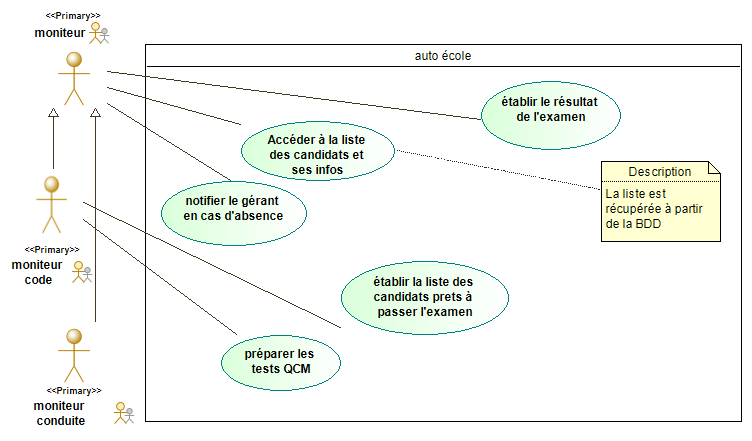 <<Primary>>
moniteur
auto école
établir le résultat
de l'examen
Accéder à la liste
des candidats et
ses infos
Description
La liste est
récupérée à partir
de la BDD
notifier le gérant
en cas d'absence
<<Primary>>
moniteur
code
établir la liste des
candidats prets à
passer l'examen
préparer les
tests QCM
<<Primary>>
moniteur
conduite